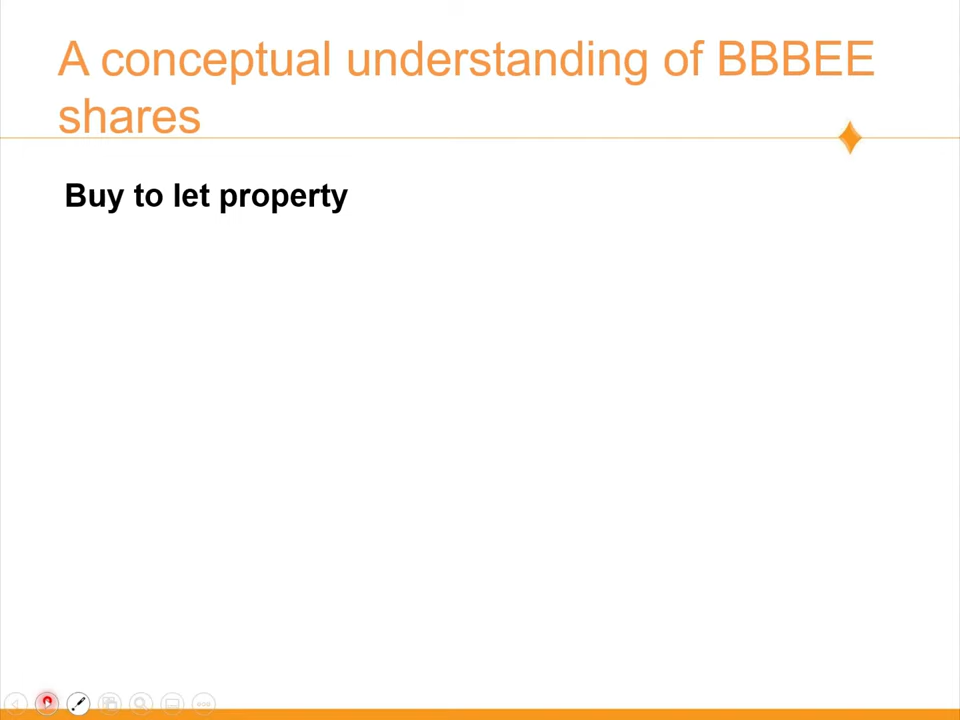 A conceptual understanding of BBBEE
shares
Buy to let property